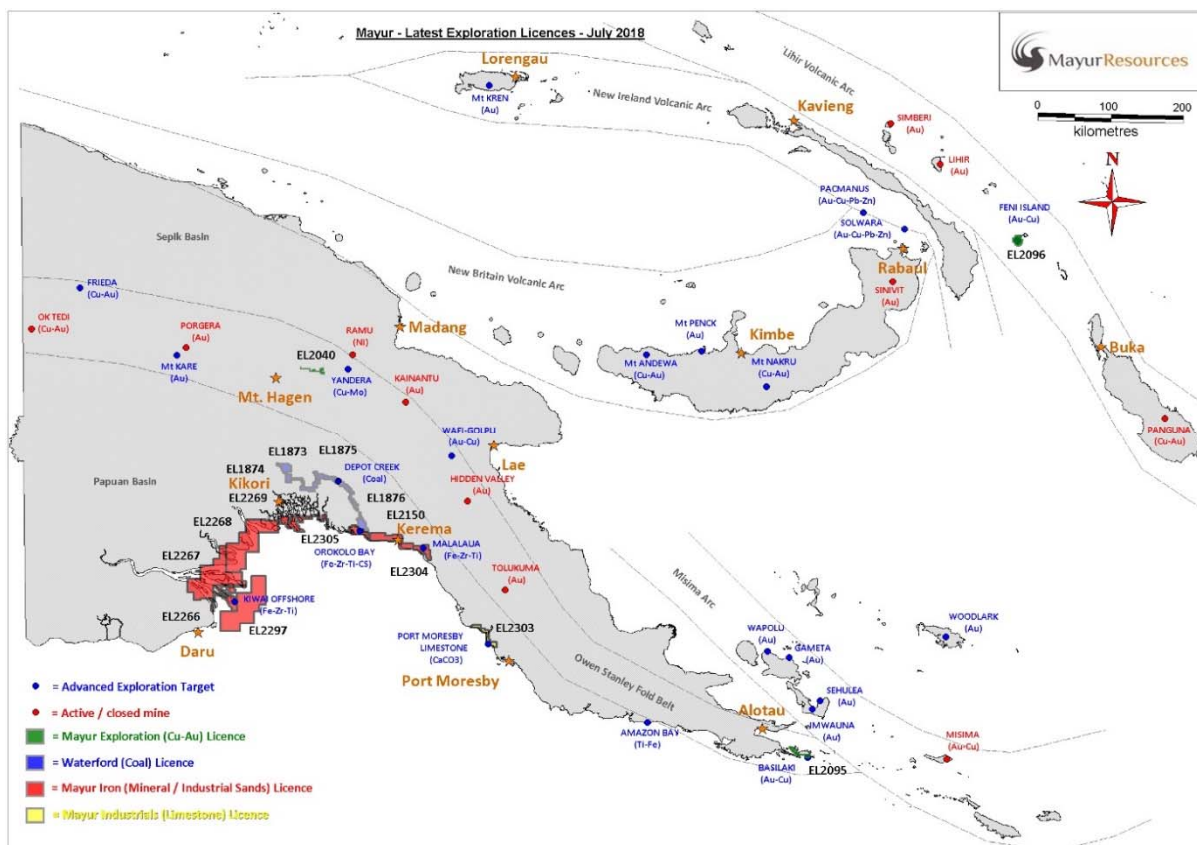 Mayur - Latest Exploration Licences - July 2018
MayurResources
0 100 200
kilometres
N
Lorengau
Mt KREN
(Au)
Lihir Volcanic Arc
New Ireland Volcanic Arc
Kavieng
SIMBERI
(Au)
LIHIR
(Au)
PACMANUS
(Au-Cu-Pb-Zn)
SOLWARA
(Au-Cu-Pb-Zn)
FENI ISLAND
(Au-Cu)
EL2096
Sepik Basin
New Britain Volcanic Arc
Rabaul
SINIVIT
(Au)
FRIEDA
(Cu-Au)
OK TEDI
(Cu-Au)
PORGERA
(Au)
Mt KARE
(Au)
RAMU
(Ni)
Madang
EL2040
YANDERA
(Cu-Mo)
Mt. Hagen
KAINANTU
(Au)
Mt PENCK
(Au)
Kimbe
Mt ANDEWA
(Cu-Au)
Mt NAKRU
(Cu-Au)
Buka
PANGUNA
(Cu-Au)
WAFI-GOLPU
(Au-Cu)
Lae
HIDDEN VALLEY
(Au)
EL1873
EL1875
EL1874
DEPOT CREEK
(Coal)
Papuan Basin
Kikori
EL2269
EL1876
EL2150
EL2268
Kerema
EL2305
OROKOLO BAY
(Fe-Zr-Ti-CS)
MALALAUA
(Fe-Zr-Ti)
EL2267
EL2304
TOLUKUMA
(Au)
KIWAI OFFSHORE
(Fe-Zr-Ti)
EL2266
EL2297
Daru
EL2303
PORT MORESBY
LIMESTONE
(CaCO3)
Port Moresby
Misima Arc
Owen Stanley Fold Belt
WOODLARK
(Au)
WAPOLU
(Au)
GAMETA
(Au)
SEHULEA
(Au)
IMWAUNA
(Au)
Alotau
AMAZON BAY
(Ti-Fe)
BASILAKI
(Au-Cu)
EL2095
MISIMA
(Au-Cu)
= Advanced Exploration Target
= Active / closed mine
= Mayur Exploration (Cu-Au) Licence
= Waterford (Coal) Licence
= Mayur Iron (Mineral / Industrial Sands) Licence
= Mayur Industrials (Limestone) Licence